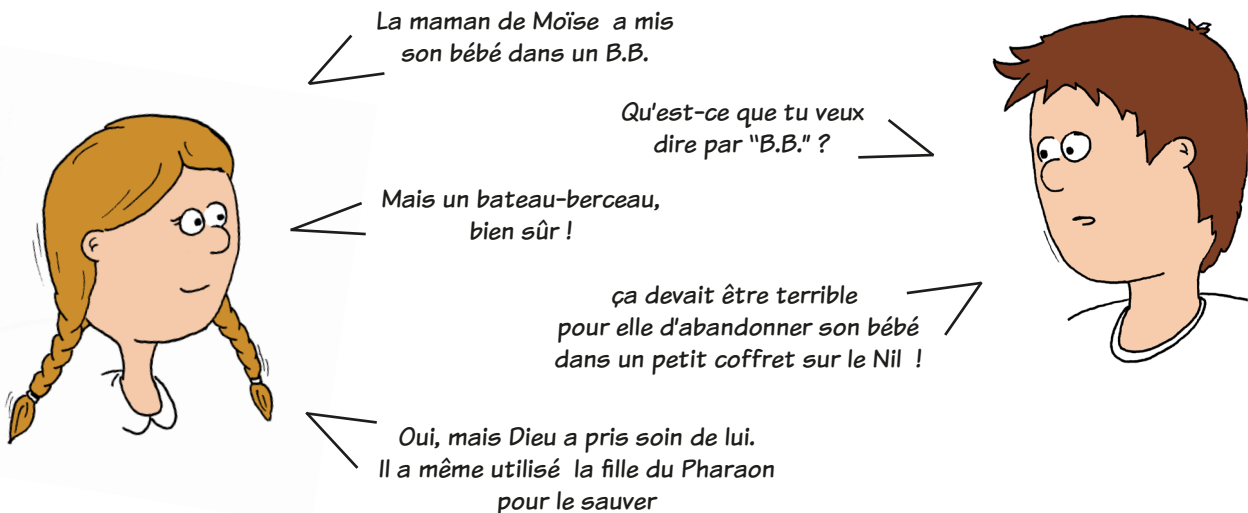 La maman de Moïse a mis
son bébé dans un B.B.
Qu'est-ce que tu veux
dire par "B.B." ?
Mais un bateau-berceau,
bien sûr !
ça devait être terrible
pour elle d'abandonner son bébé
dans un petit coffret sur le Nil !
Oui, mais Dieu a pris soin de lui.
Il a même utilisé la fille du Pharaon
pour le sauver